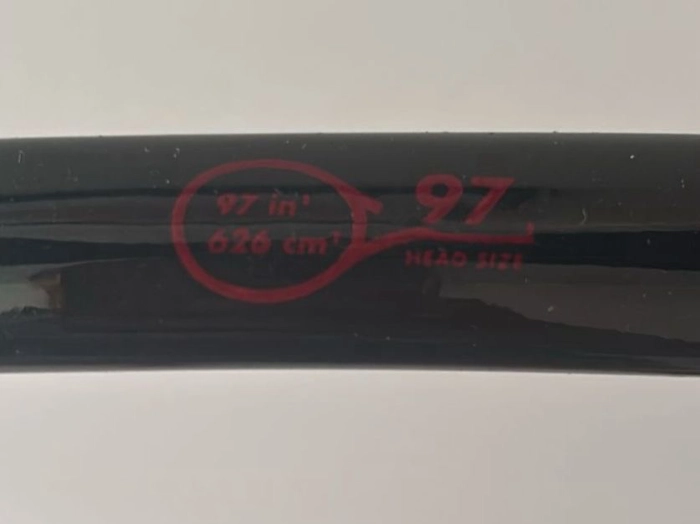 97 in²
626 cm²
97
HEAD SIZE